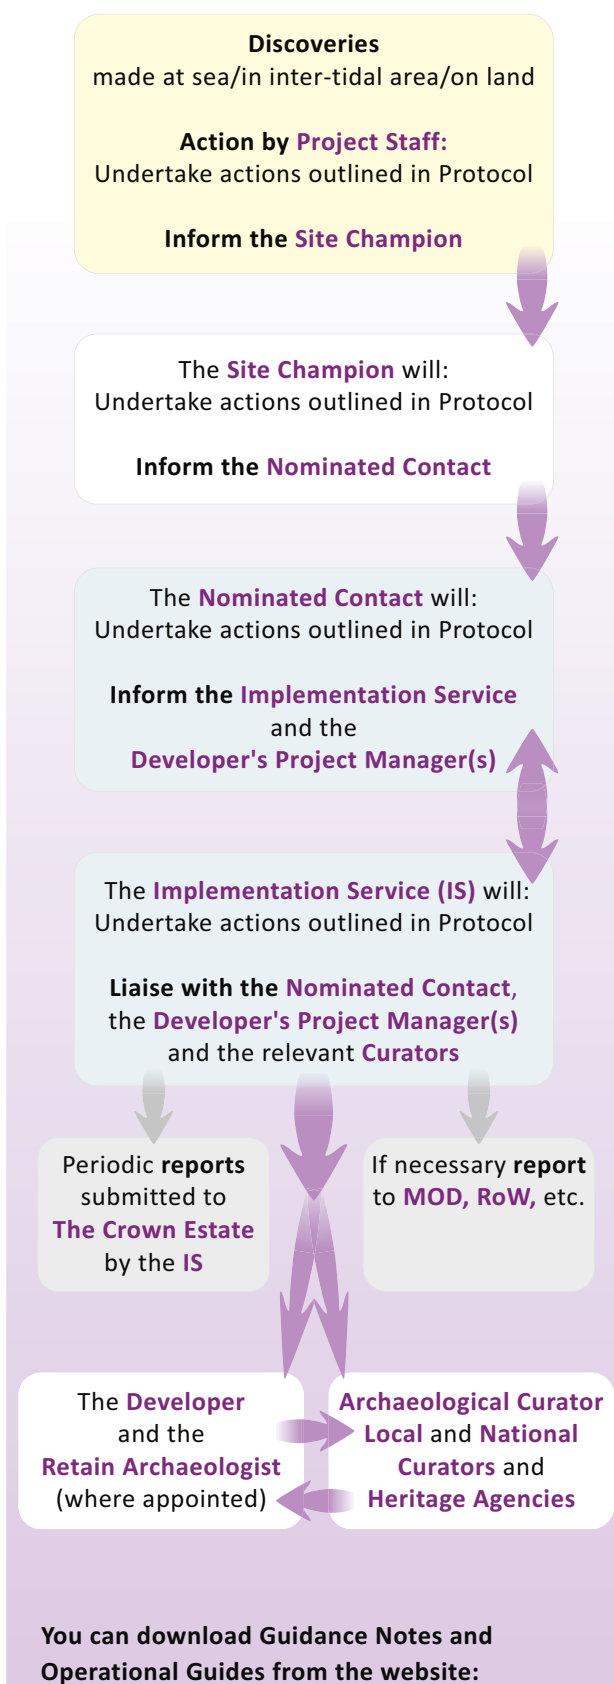 Discoveries
made at sea/in inter-tidal area/on land
Action by Project Staff:
Undertake actions outlined in Protocol
Inform the Site Champion
The Site Champion will:
Undertake actions outlined in Protocol
Inform the Nominated Contact
The Nominated Contact will:
Undertake actions outlined in Protocol
Inform the Implementation Service
and the
Developer's Project Manager(s)
The Implementation Service (IS) will:
Undertake actions outlined in Protocol
Liaise with the Nominated Contact,
the Developer's Project Manager(s)
and the relevant Curators
Periodic reports
submitted to
The Crown Estate
by the IS
If necessary report
to MOD, RoW, etc.
The Developer
and the
Retain Archaeologist
(where appointed)
Archaeological Curator
Local and National
Curators and
Heritage Agencies
You can download Guidance Notes and
Operational Guides from the website: